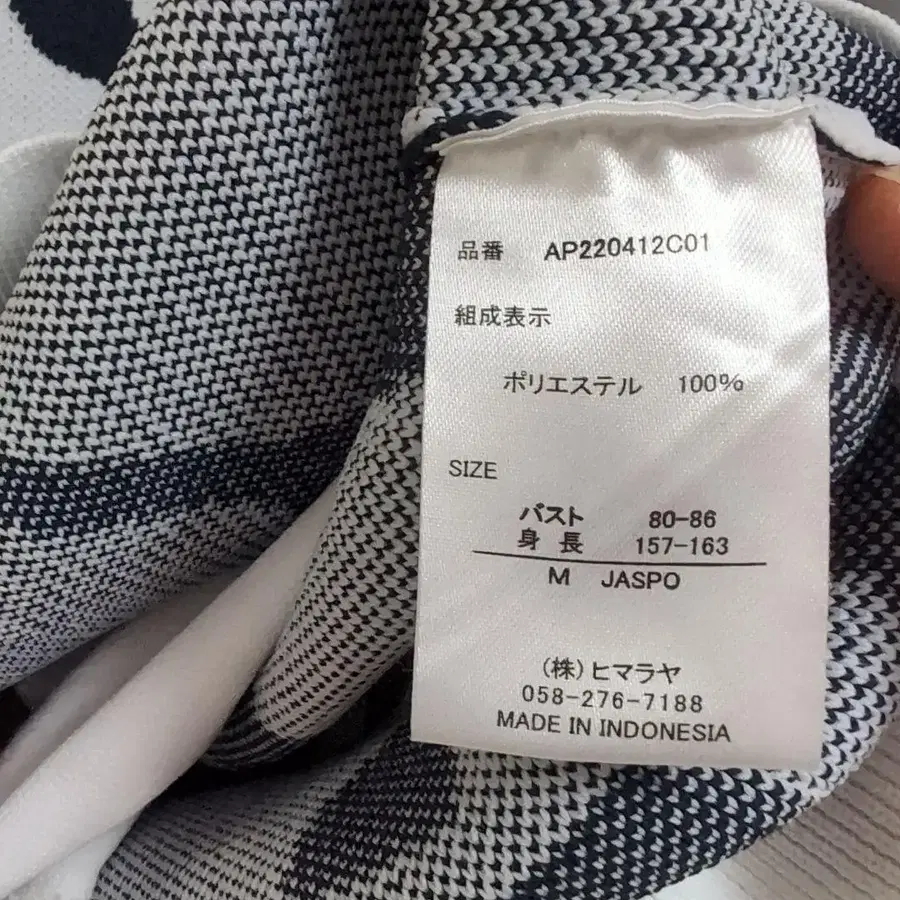 品番 AP220412C01
組成表示
ポリエステル 100%
SIZE
バスト 80-86
身長 157-163
M JASPO
(株)ヒマラヤ
058-276-7188
MADE IN INDONESIA